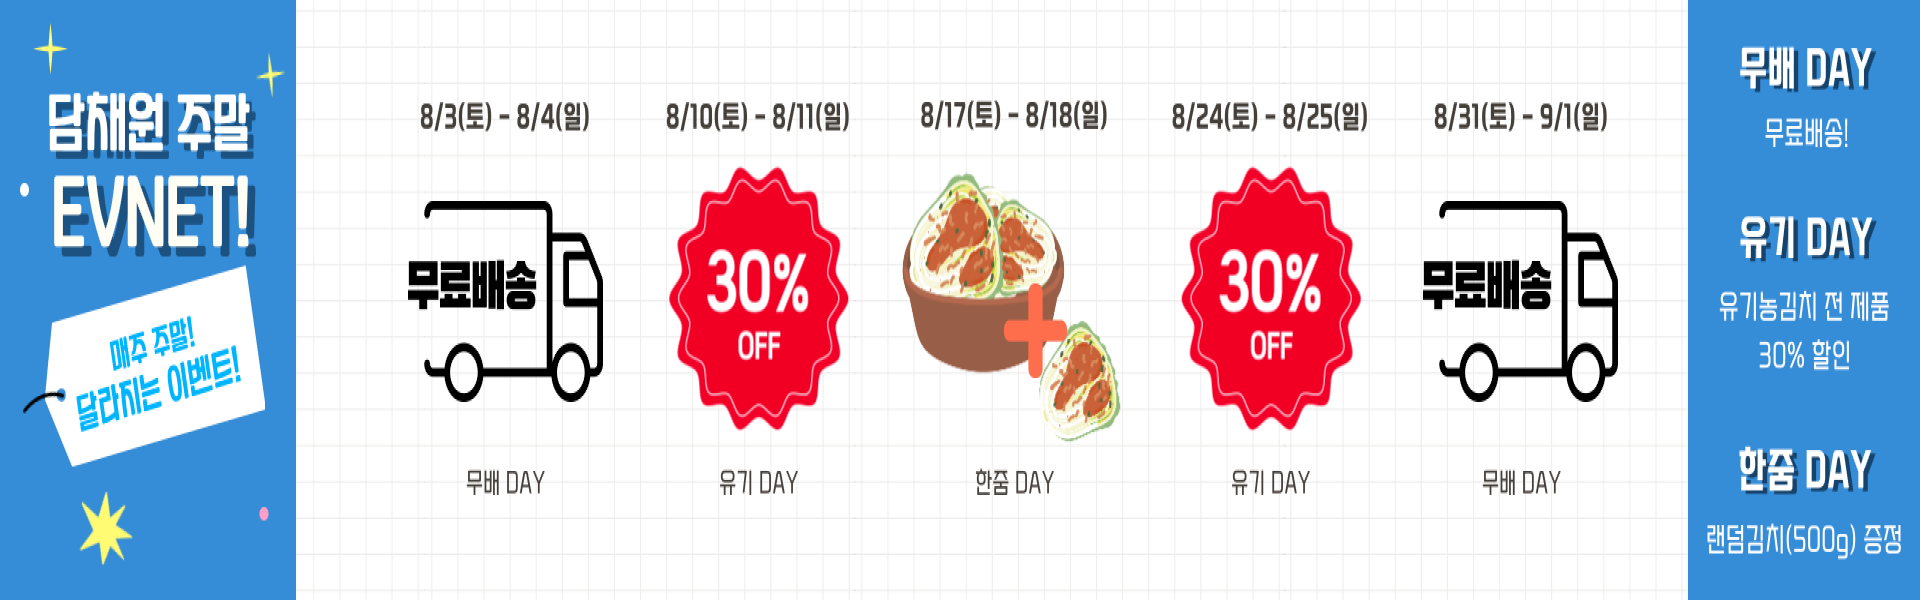 담채원 주말
EVNET!
매주 주말!
달라지는 이벤트!
8/3(토) - 8/4(일)
무료배송
무배 DAY
8/10(토) - 8/11(일)
30%
OFF
유기 DAY
8/17(토) - 8/18(일)
한줌 DAY
8/24(토) - 8/25(일)
30%
OFF
유기 DAY
8/31(토) - 9/1(일)
무료배송
무배 DAY
무배 DAY
무료배송!
유기 DAY
유기농김치 전 제품
30% 할인
한줌 DAY
랜덤김치(500g) 증정